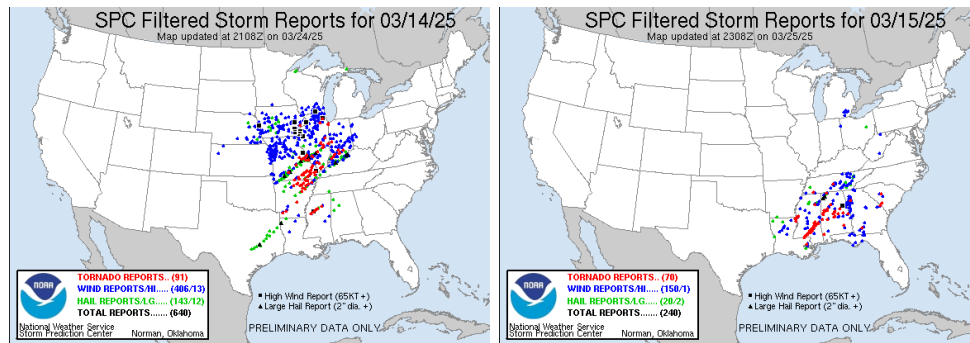 SPC Filtered Storm Reports for 03/14/25
Map updated at 2108Z on 03/24/25
NOAA
TORNADO REPORTS.. (91)
WIND REPORTS/HI..... (406/13)
HAIL REPORTS/LG..... (143/12)
TOTAL REPORTS....... (640)
National Weather Service
Storm Prediction Center
Norman, Oklahoma
High Wind Report (65KT +)
Large Hail Report (2" dia. +)
PRELIMINARY DATA ONLY
SPC Filtered Storm Reports for 03/15/25
Map updated at 2308Z on 03/25/25
NOAA
TORNADO REPORTS.. (70)
WIND REPORTS/HI..... (150/1)
HAIL REPORTS/LG..... (20/2)
TOTAL REPORTS....... (240)
National Weather Service
Storm Prediction Center
Norman, Oklahoma
High Wind Report (65KT +)
Large Hail Report (2" dia. +)
PRELIMINARY DATA ONLY